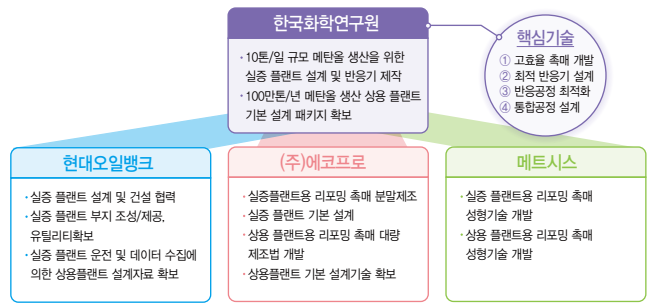 한국화학연구원
· 10톤/일 규모 메탄올 생산을 위한
실증 플랜트 설계 및 반응기 제작
· 100만톤/년 메탄올 생산 상용 플랜트
기본 설계 패키지 확보
핵심기술
① 고효율 촉매 개발
② 최적 반응기 설계
③ 반응공정 최적화
④ 통합공정 설계
현대오일뱅크
· 실증 플랜트 설계 및 건설 협력
· 실증 플랜트 부지 조성/제공,
유틸리티확보
· 실증 플랜트 운전 및 데이터 수집에
의한 상용플랜트 설계자료 확보
(주)에코프로
· 실증플랜트용 리포밍 촉매 분말제조
· 실증 플랜트 기본 설계
· 상용 플랜트용 리포밍 촉매 대량
제조법 개발
· 상용플랜트 기본 설계기술 확보
메트시스
· 실증 플랜트용 리포밍 촉매
성형기술 개발
· 상용 플랜트용 리포밍 촉매
성형기술 개발